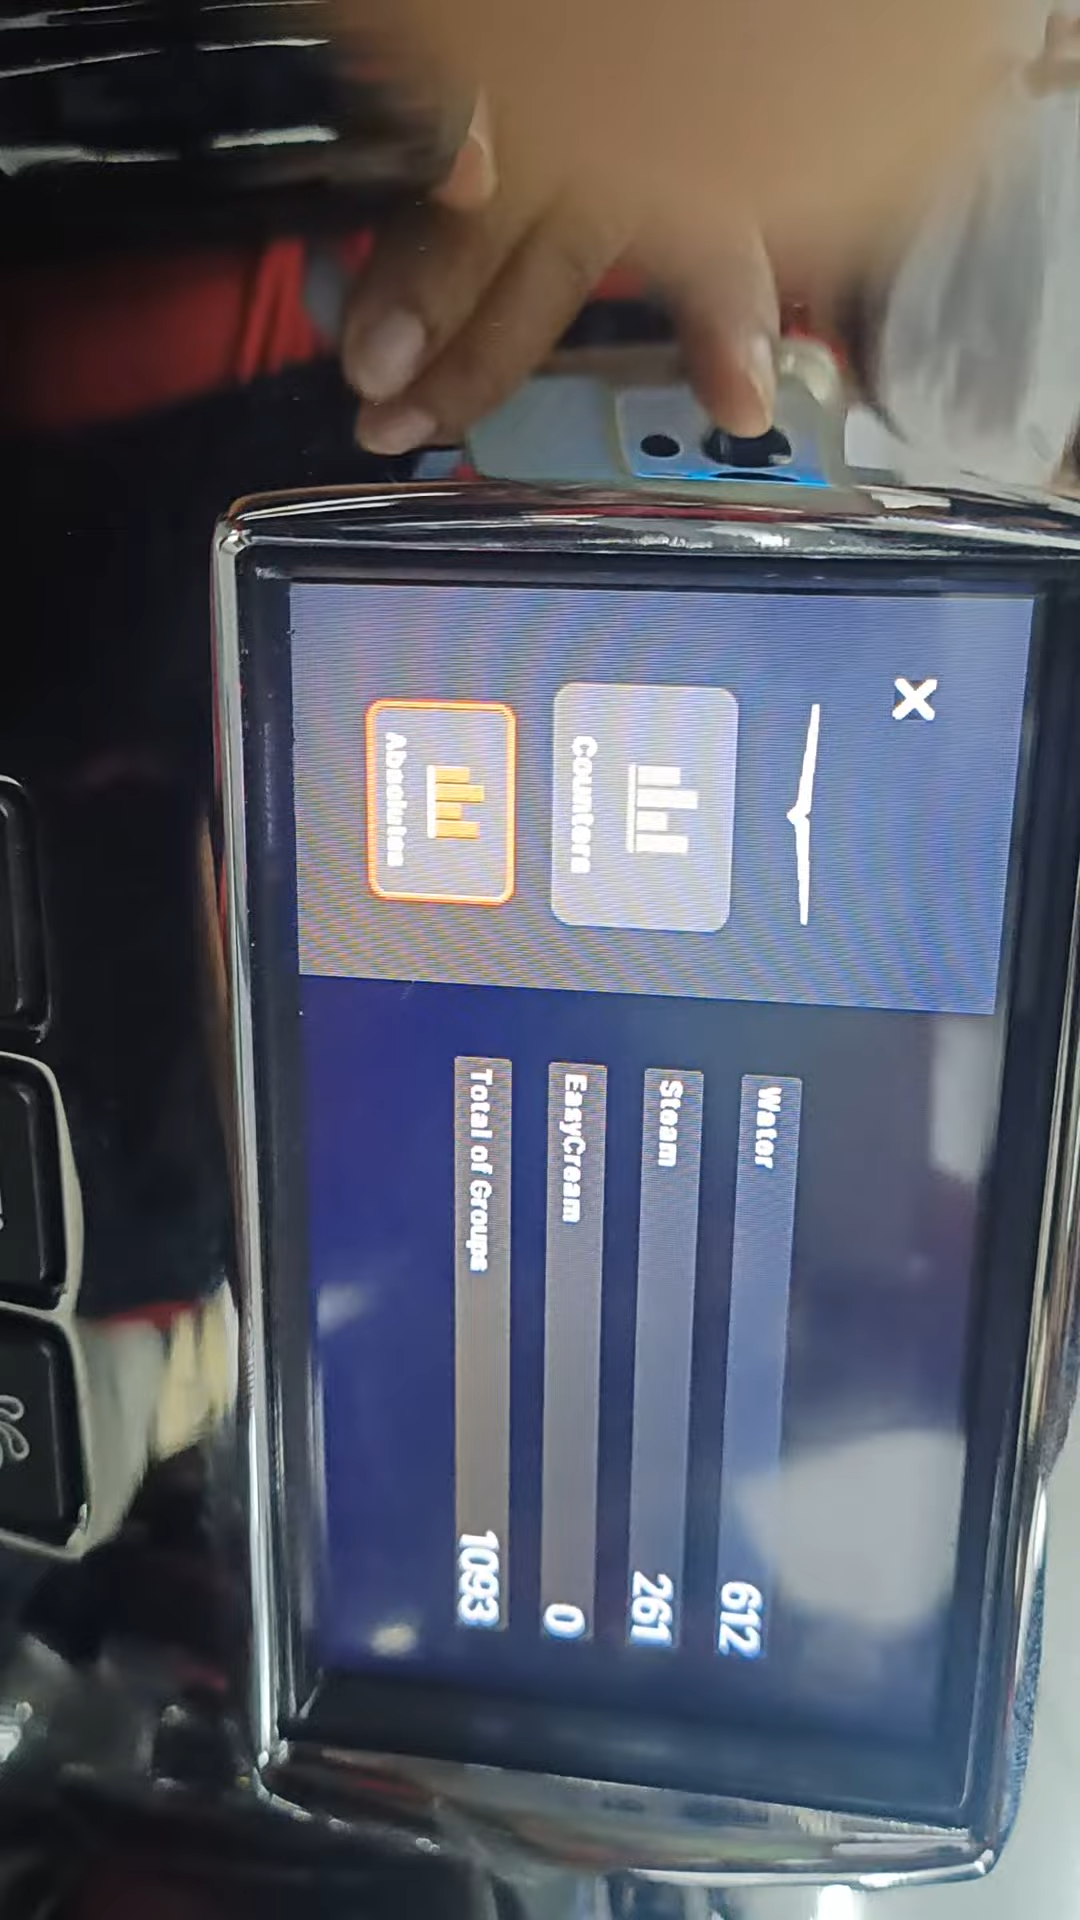 X
Counters
Absolutes
Water 612
Steam 261
EasyCream 0
Total of Groups 1093